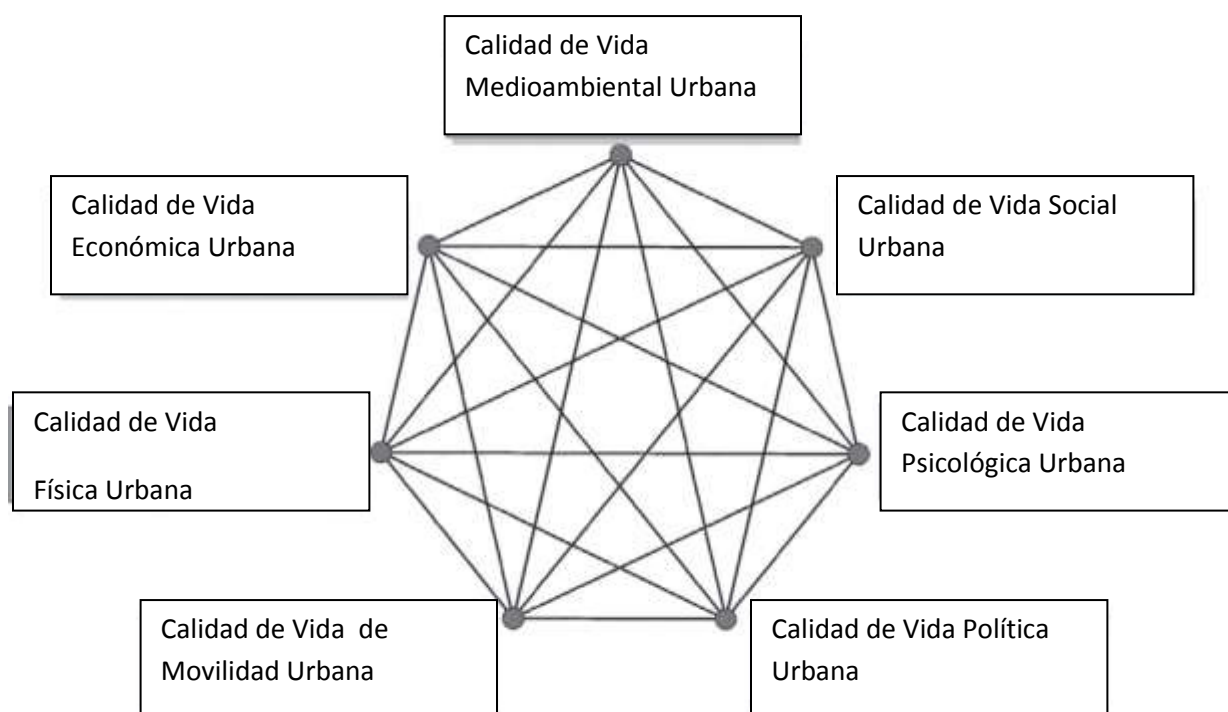 Calidad de Vida
Medioambiental Urbana
Calidad de Vida
Económica Urbana
Calidad de Vida Social
Urbana
Calidad de Vida
Física Urbana
Calidad de Vida
Psicológica Urbana
Calidad de Vida de
Movilidad Urbana
Calidad de Vida Política
Urbana